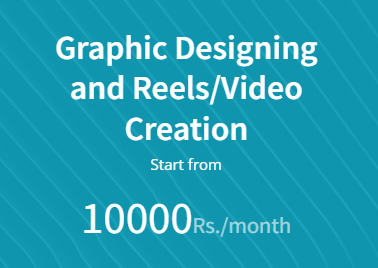 Graphic Designing
and Reels/Video
Creation
Start from
10000Rs./month